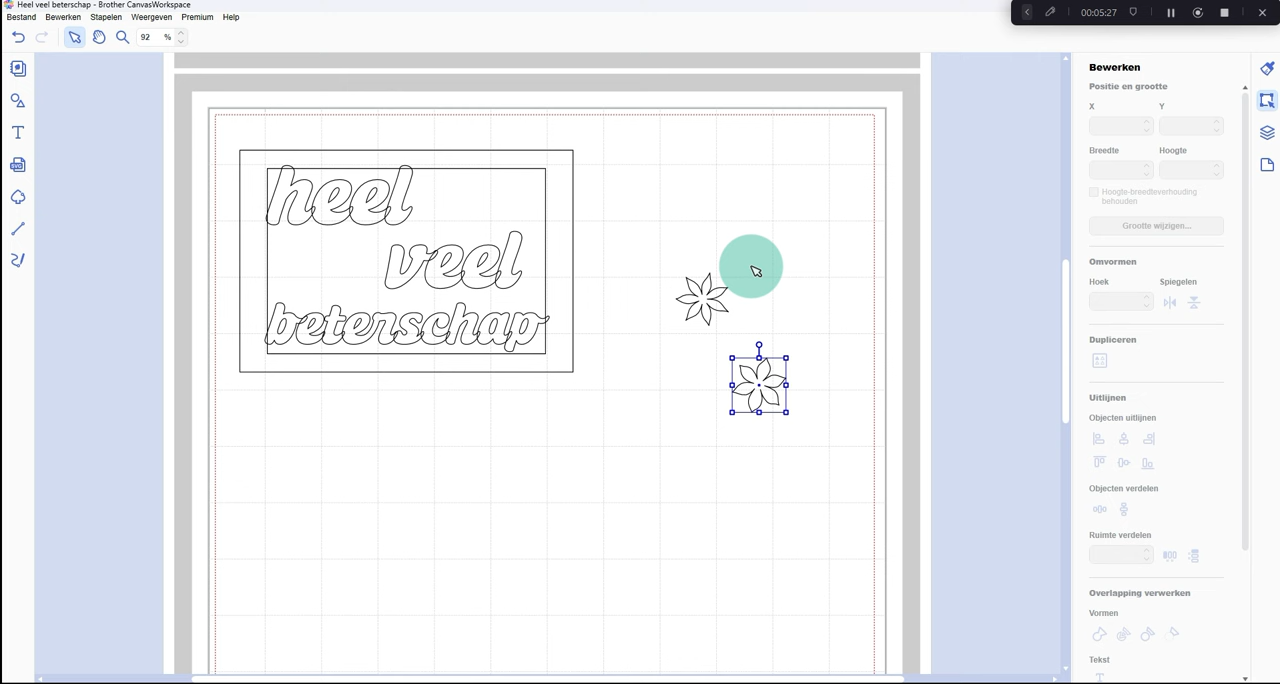 Heel veel beterschap - Brother CanvasWorkspace
00:05:27
Bestand Bewerken Stapelen Weergeven Premium Help
92 %
Bewerken
Positie en grootte
X Y
Breedte Hoogte
Hoogte-breedteverhouding
behouden
Grootte wijzigen...
Omvormen
Hoek Spiegelen
Dupliceren
Uitlijnen
Objecten uitlijnen
Objecten verdelen
Ruimte verdelen
Overlapping verwerken
Vormen
Tekst
heel
veel
beterschap